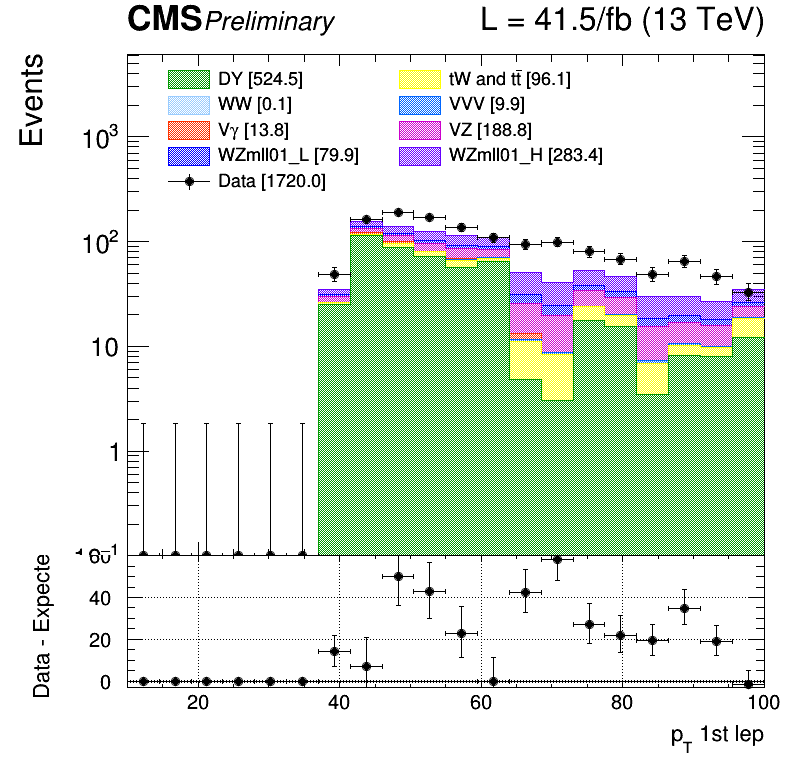 CMS Preliminary L = 41.5/fb (13 TeV)
Events
DY [524.5] tW and tt̄ [96.1]
WW [0.1] VVV [9.9]
Vγ [13.8] VZ [188.8]
WZmll01_L [79.9] WZmll01_H [283.4]
Data [1720.0]
10³
10²
10
1
60
40
20
0
Data - Expecte
20 40 60 80 100
p_T 1st lep